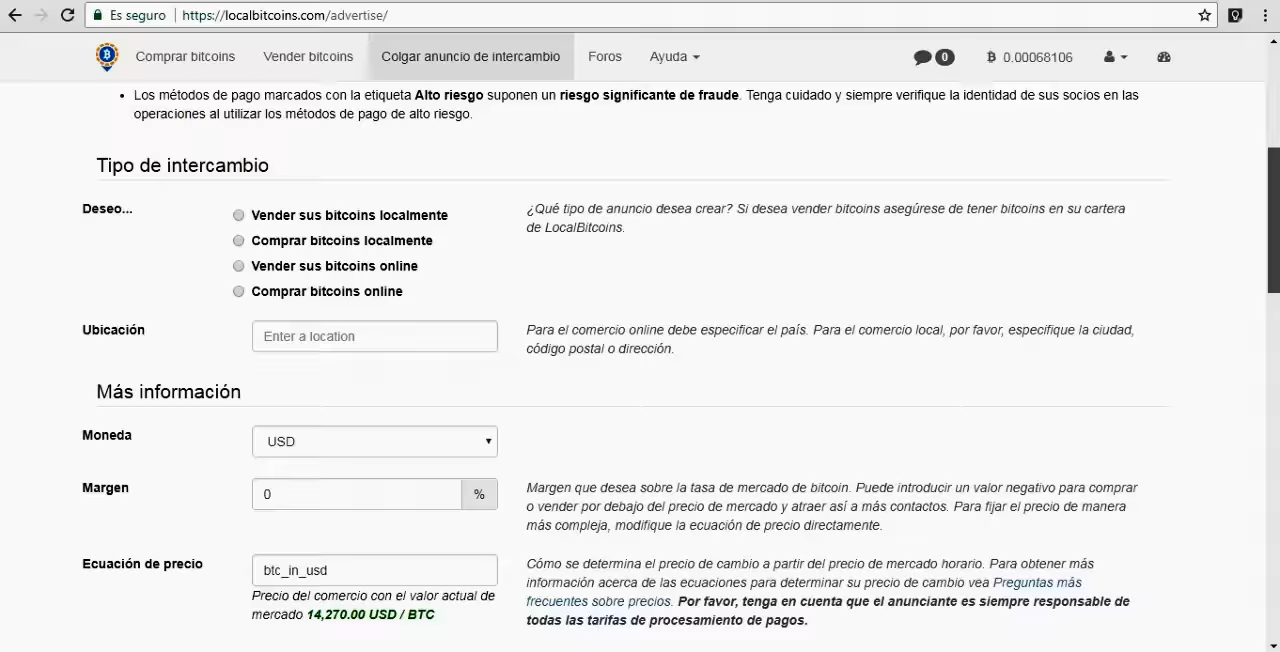 Es seguro | https://localbitcoins.com/advertise/
Comprar bitcoins Vender bitcoins Colgar anuncio de intercambio Foros Ayuda 0 0.00068106
• Los métodos de pago marcados con la etiqueta Alto riesgo suponen un riesgo significante de fraude. Tenga cuidado y siempre verifique la identidad de sus socios en las
operaciones al utilizar los métodos de pago de alto riesgo.
Tipo de intercambio
Deseo...
Vender sus bitcoins localmente
Comprar bitcoins localmente
Vender sus bitcoins online
Comprar bitcoins online
¿Qué tipo de anuncio desea crear? Si desea vender bitcoins asegúrese de tener bitcoins en su cartera
de LocalBitcoins.
Ubicación
Enter a location
Para el comercio online debe especificar el país. Para el comercio local, por favor, especifique la ciudad,
código postal o dirección.
Más información
Moneda
USD
Margen
0 %
Margen que desea sobre la tasa de mercado de bitcoin. Puede introducir un valor negativo para comprar
o vender por debajo del precio de mercado y atraer así a más contactos. Para fijar el precio de manera
más compleja, modifique la ecuación de precio directamente.
Ecuación de precio
btc_in_usd
Precio del comercio con el valor actual de
mercado 14,270.00 USD / BTC
Cómo se determina el precio de cambio a partir del precio de mercado horario. Para obtener más
información acerca de las ecuaciones para determinar su precio de cambio vea Preguntas más
frecuentes sobre precios. Por favor, tenga en cuenta que el anunciante es siempre responsable de
todas las tarifas de procesamiento de pagos.